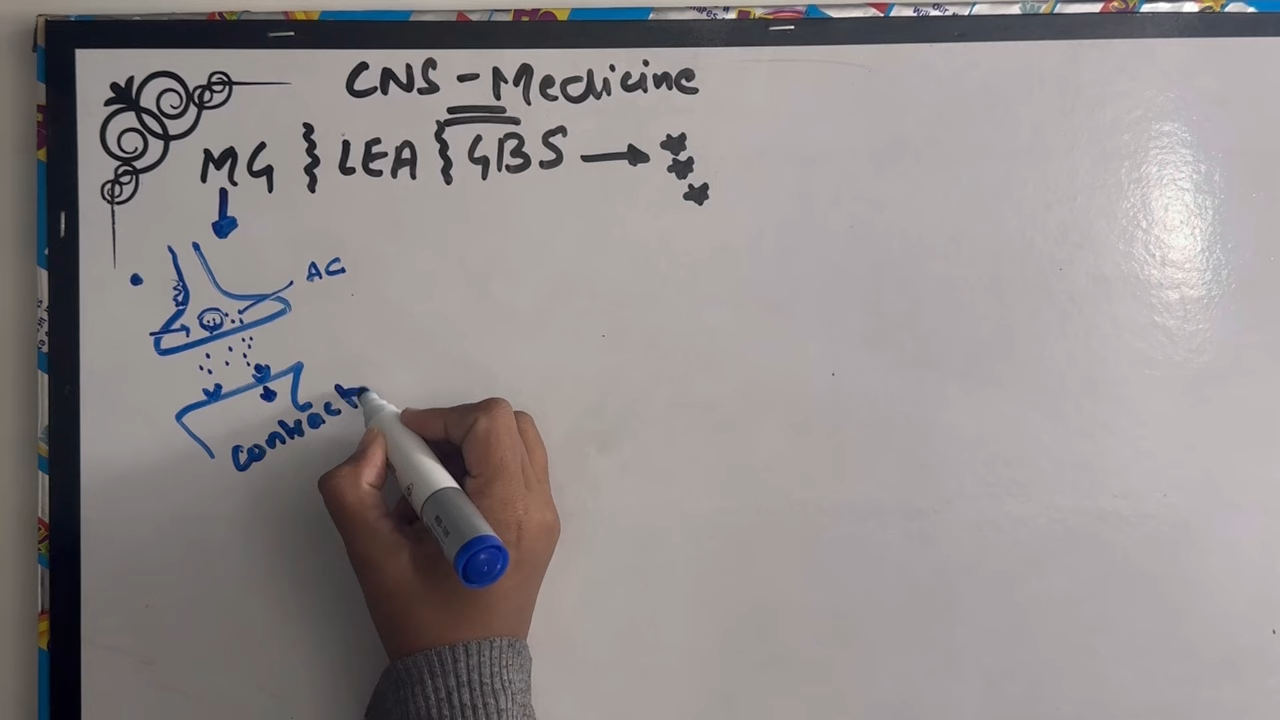 CNS - Medicine
MG } LEA } GBS →
AC
contract